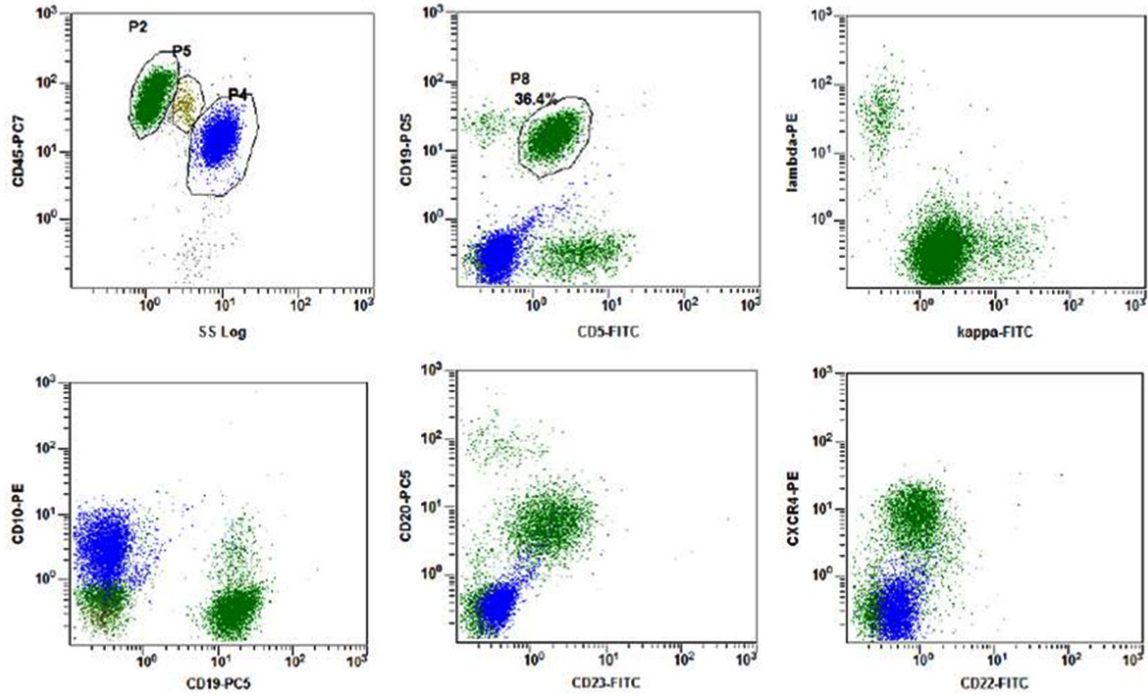 10³
10²
10¹
10⁰
P2
P5
P4
CD45-PC7
10⁰ 10¹ 10² 10³
SS Log
10³
10²
10¹
10⁰
P8
36.4%
CD19-PC5
10⁰ 10¹ 10² 10³
CD5-FITC
10³
10²
10¹
10⁰
lambda-PE
10⁰ 10¹ 10² 10³
kappa-FITC
10³
10²
10¹
10⁰
CD10-PE
10⁰ 10¹ 10² 10³
CD19-PC5
10³
10²
10¹
10⁰
CD20-PC5
10⁰ 10¹ 10² 10³
CD23-FITC
10³
10²
10¹
10⁰
CXCR4-PE
10⁰ 10¹ 10² 10³
CD22-FITC